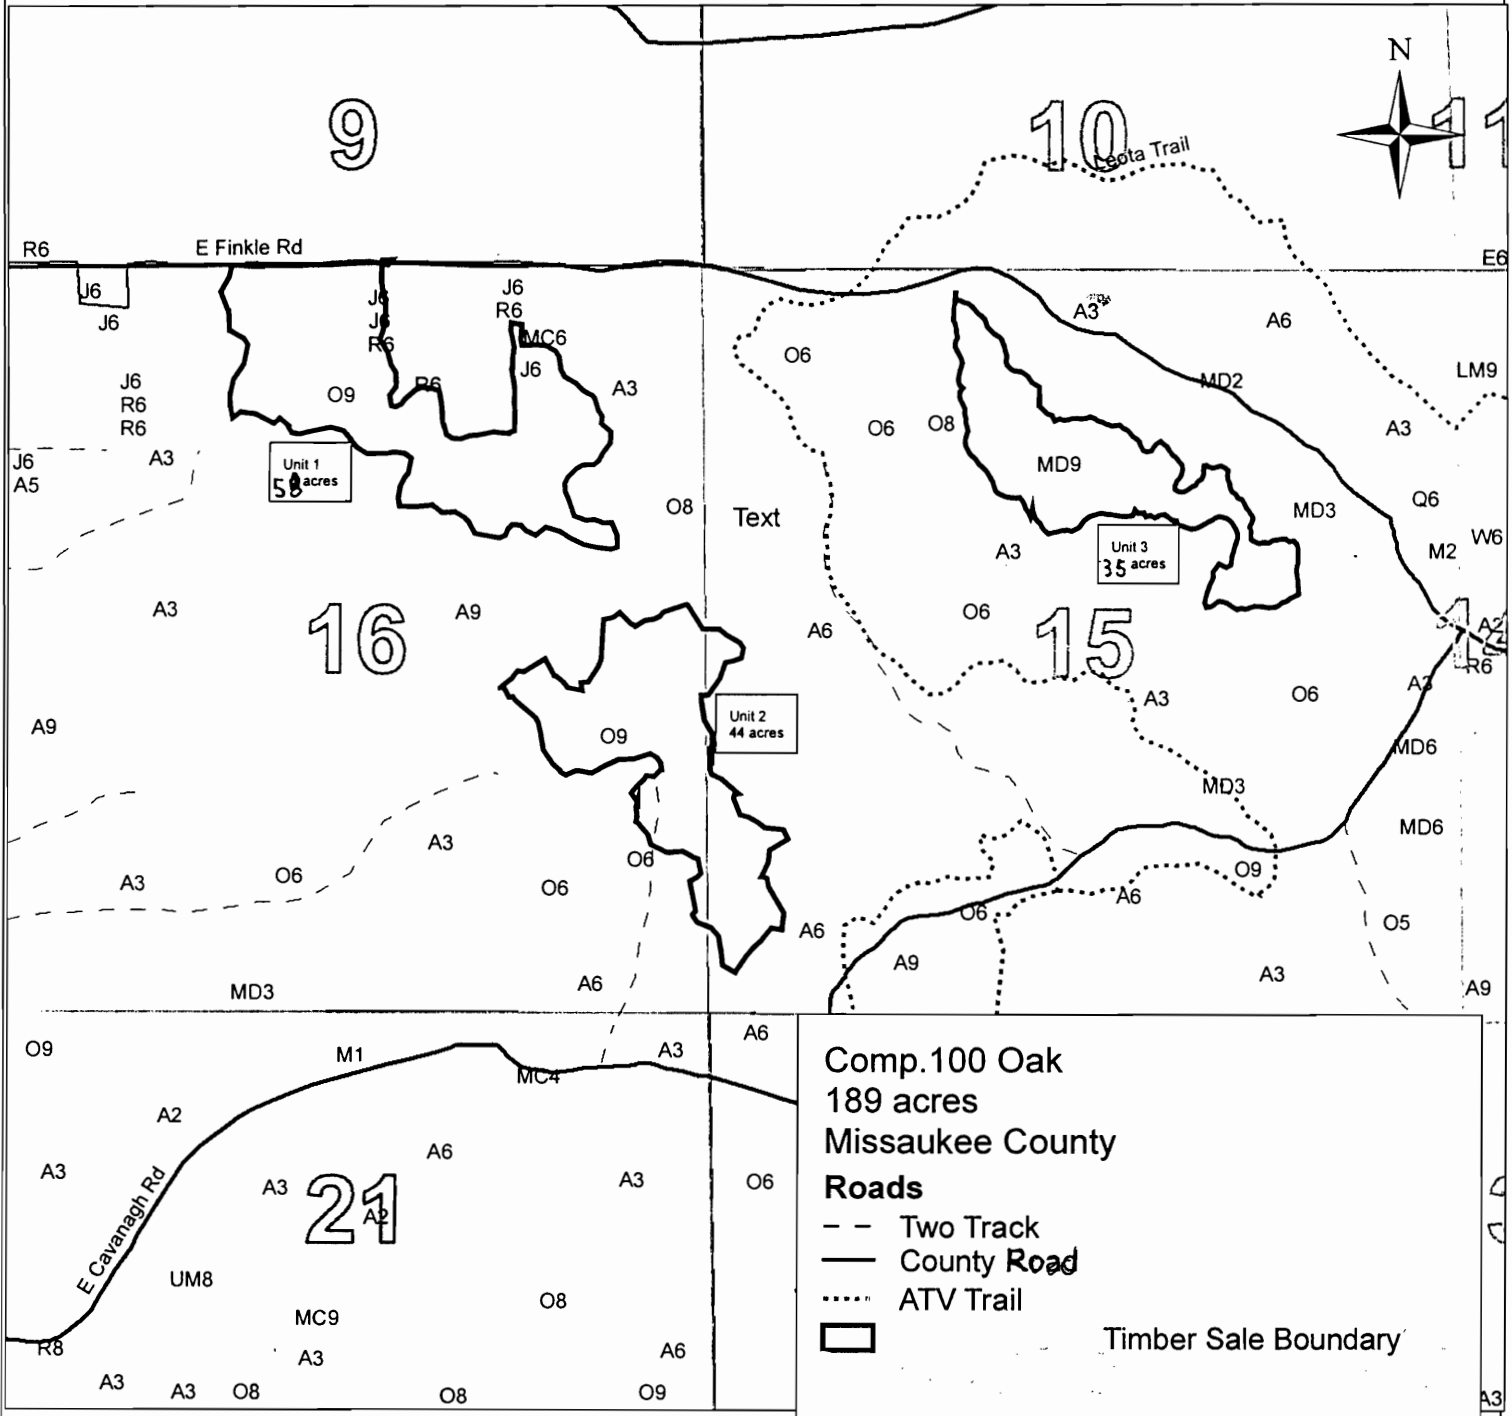 N
9
10
11
Leota Trail
R6
E Finkle Rd
E6
J6
J6
J6
J6
R6
J6
R6
MC6
J6
R6
O9
A3
J6
R6
R6
J6
A5
A3
Unit 1
acres
O8
Text
A3
A6
O6
MD2
LM9
O6
O8
A3
MD9
Q6
MD3
W6
M2
A3
Unit 3
35 acres
16
A3
A9
A6
O6
15
A2
R6
A3
A3
O6
A9
O9
Unit 2
44 acres
MD6
MD3
MD6
A3
O6
O6
O6
A3
O9
A6
O6
A6
O5
A9
A3
A9
MD3
A6
O9
M1
A3
A6
MC4
A2
A6
A3
A3
21
A2
A3
O6
E Cavanagh Rd
UM8
MC9
O8
R8
A3
A6
A3
A3
O8
O8
O9
A3
Comp.100 Oak
189 acres
Missaukee County
Roads
Two Track
County Road
ATV Trail
Timber Sale Boundary